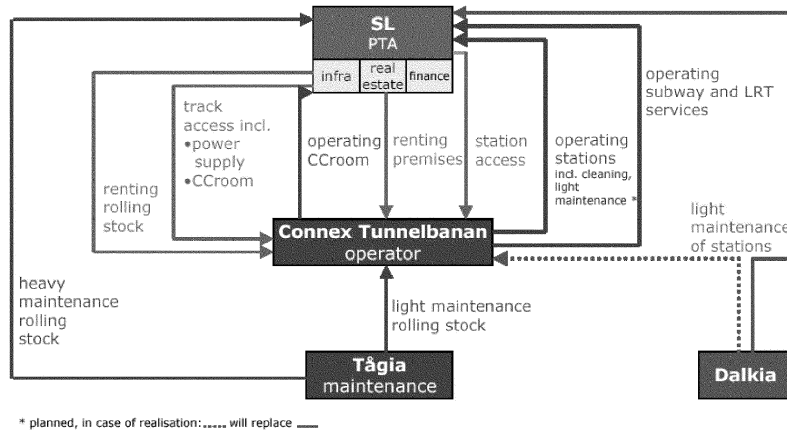 SL
PTA
infra
real
estate
finance
track
access incl.
•power
supply
•CCroom
operating
CCroom
renting
premises
station
access
operating
stations
incl. cleaning,
light
maintenance *
operating
subway and LRT
services
renting
rolling
stock
light
maintenance
of stations
Connex Tunnelbanan
operator
heavy
maintenance
rolling
stock
light maintenance
rolling stock
Tågia
maintenance
Dalkia
* planned, in case of realisation: ..... will replace ___